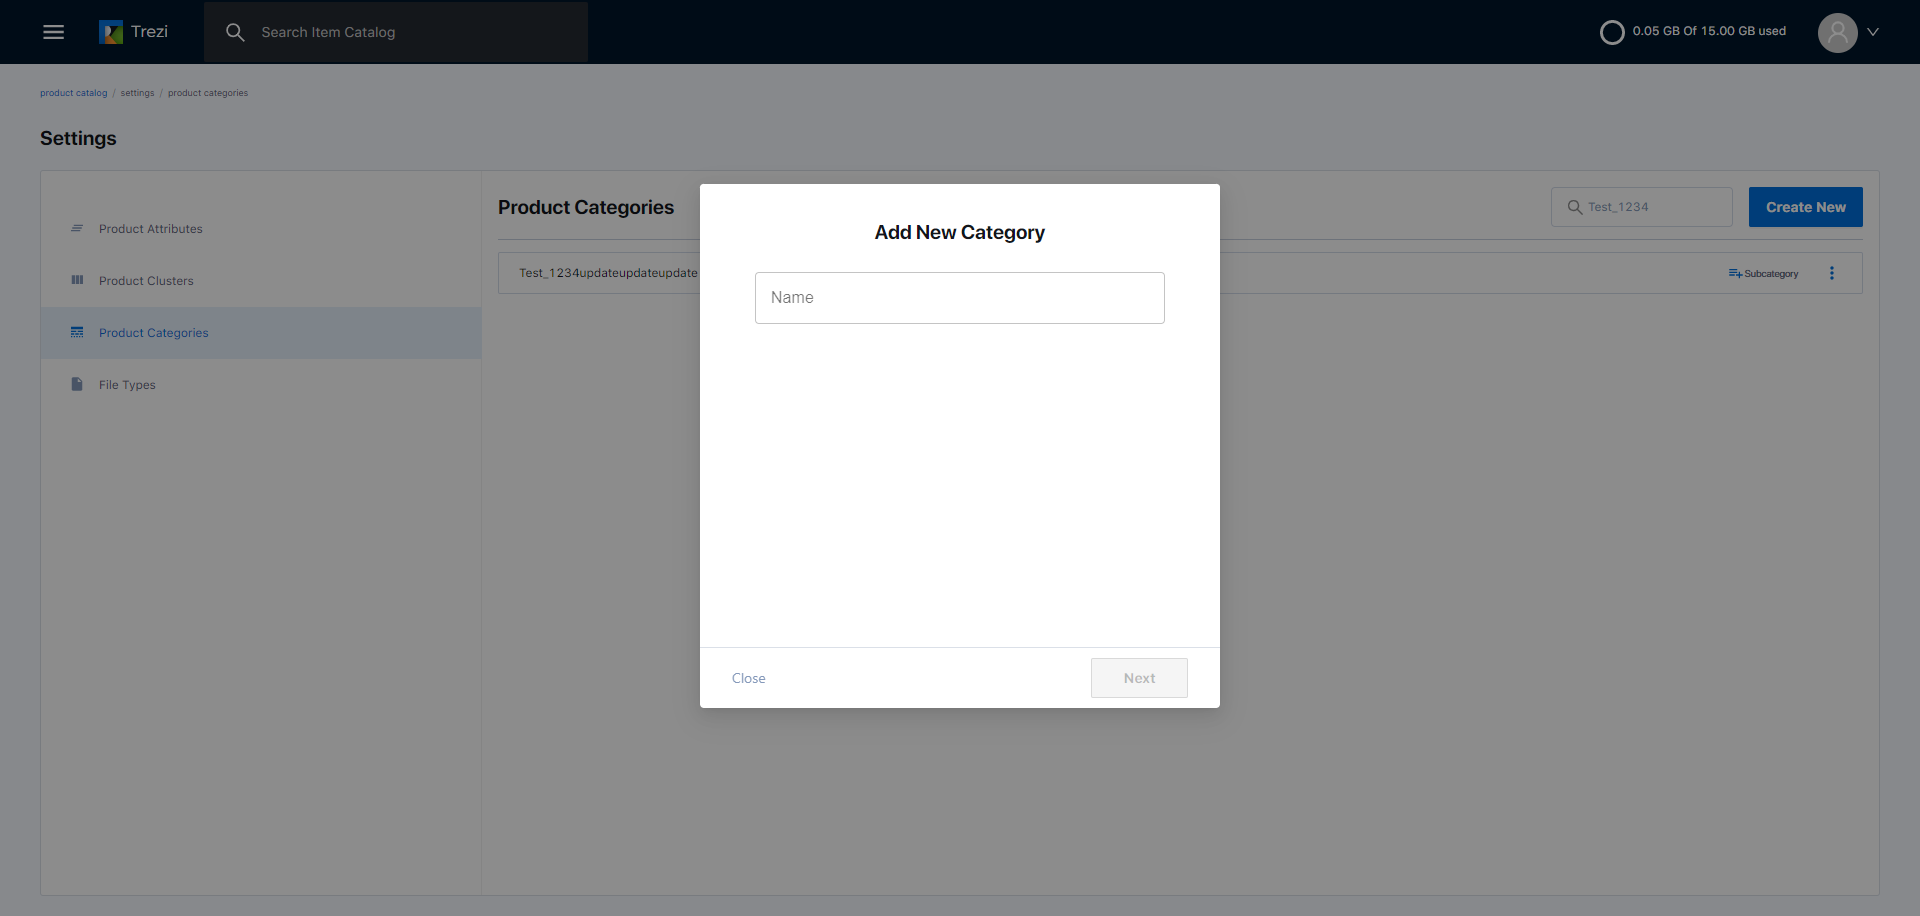 Trezi
Search Item Catalog
0.05 GB Of 15.00 GB used
product catalog / settings / product categories
Settings
Product Attributes
Product Clusters
Product Categories
File Types
Product Categories
Test_1234
Create New
Test_1234updateupdateupdate
Subcategory
Add New Category
Name
Close
Next